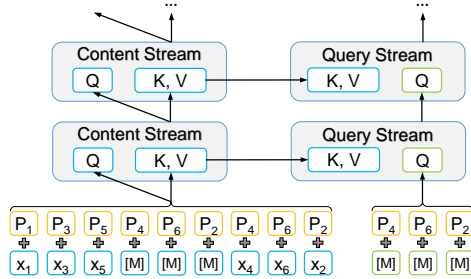 ... ...
Content Stream Query Stream
Q K, V K, V Q
Content Stream Query Stream
Q K, V K, V Q
P1 P3 P5 P4 P6 P2 P4 P6 P2 P4 P6 P2
x1 x3 x5 [M] [M] [M] x4 x6 x2 [M] [M] [M]